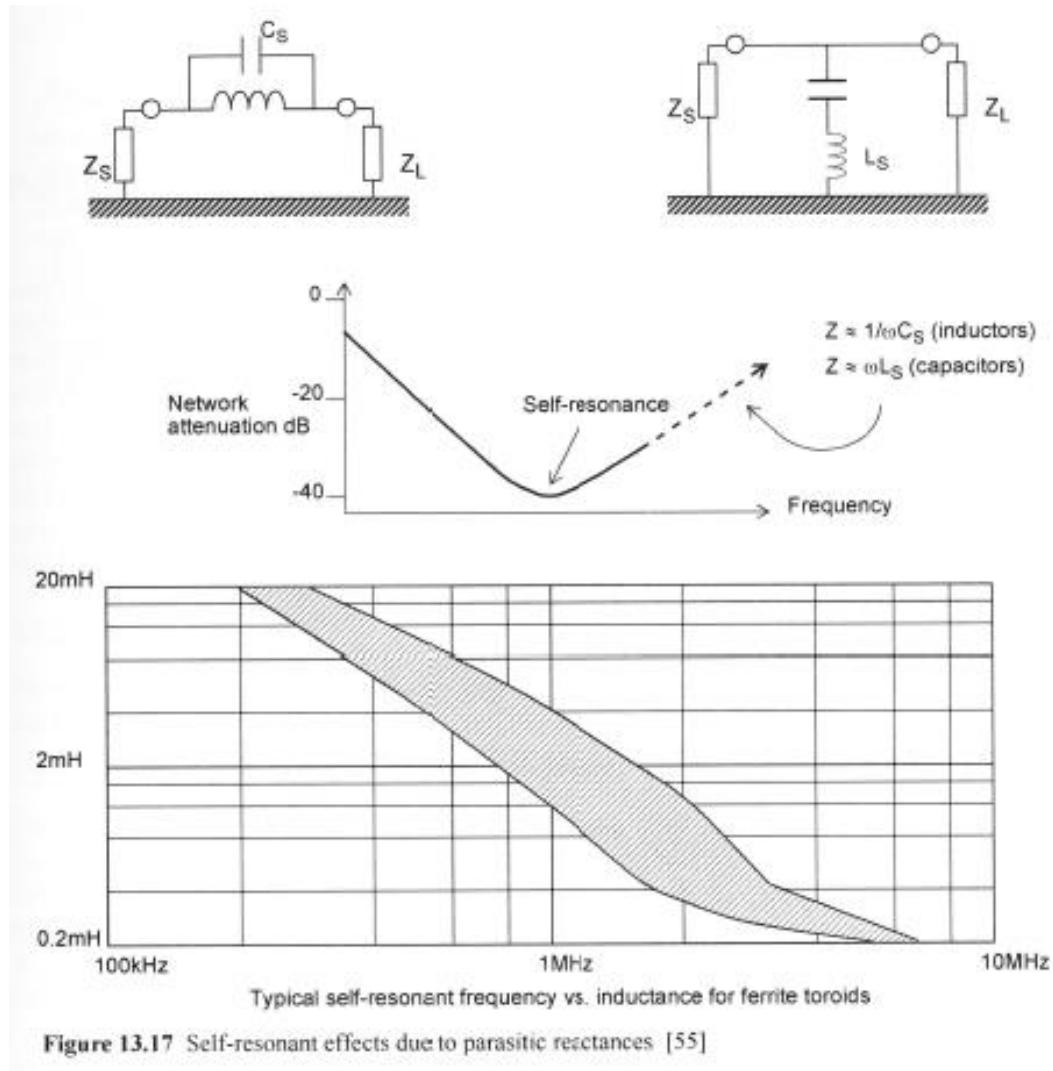 C_S
Z_S
Z_L
Z_S
L_S
Z_L
0
-20
-40
Network
attenuation dB
Self-resonance
Z ≈ 1/ωC_S (inductors)
Z ≈ ωL_S (capacitors)
Frequency
20mH
2mH
0.2mH
100kHz
1MHz
10MHz
Typical self-resonant frequency vs. inductance for ferrite toroids
Figure 13.17 Self-resonant effects due to parasitic reactances [55]